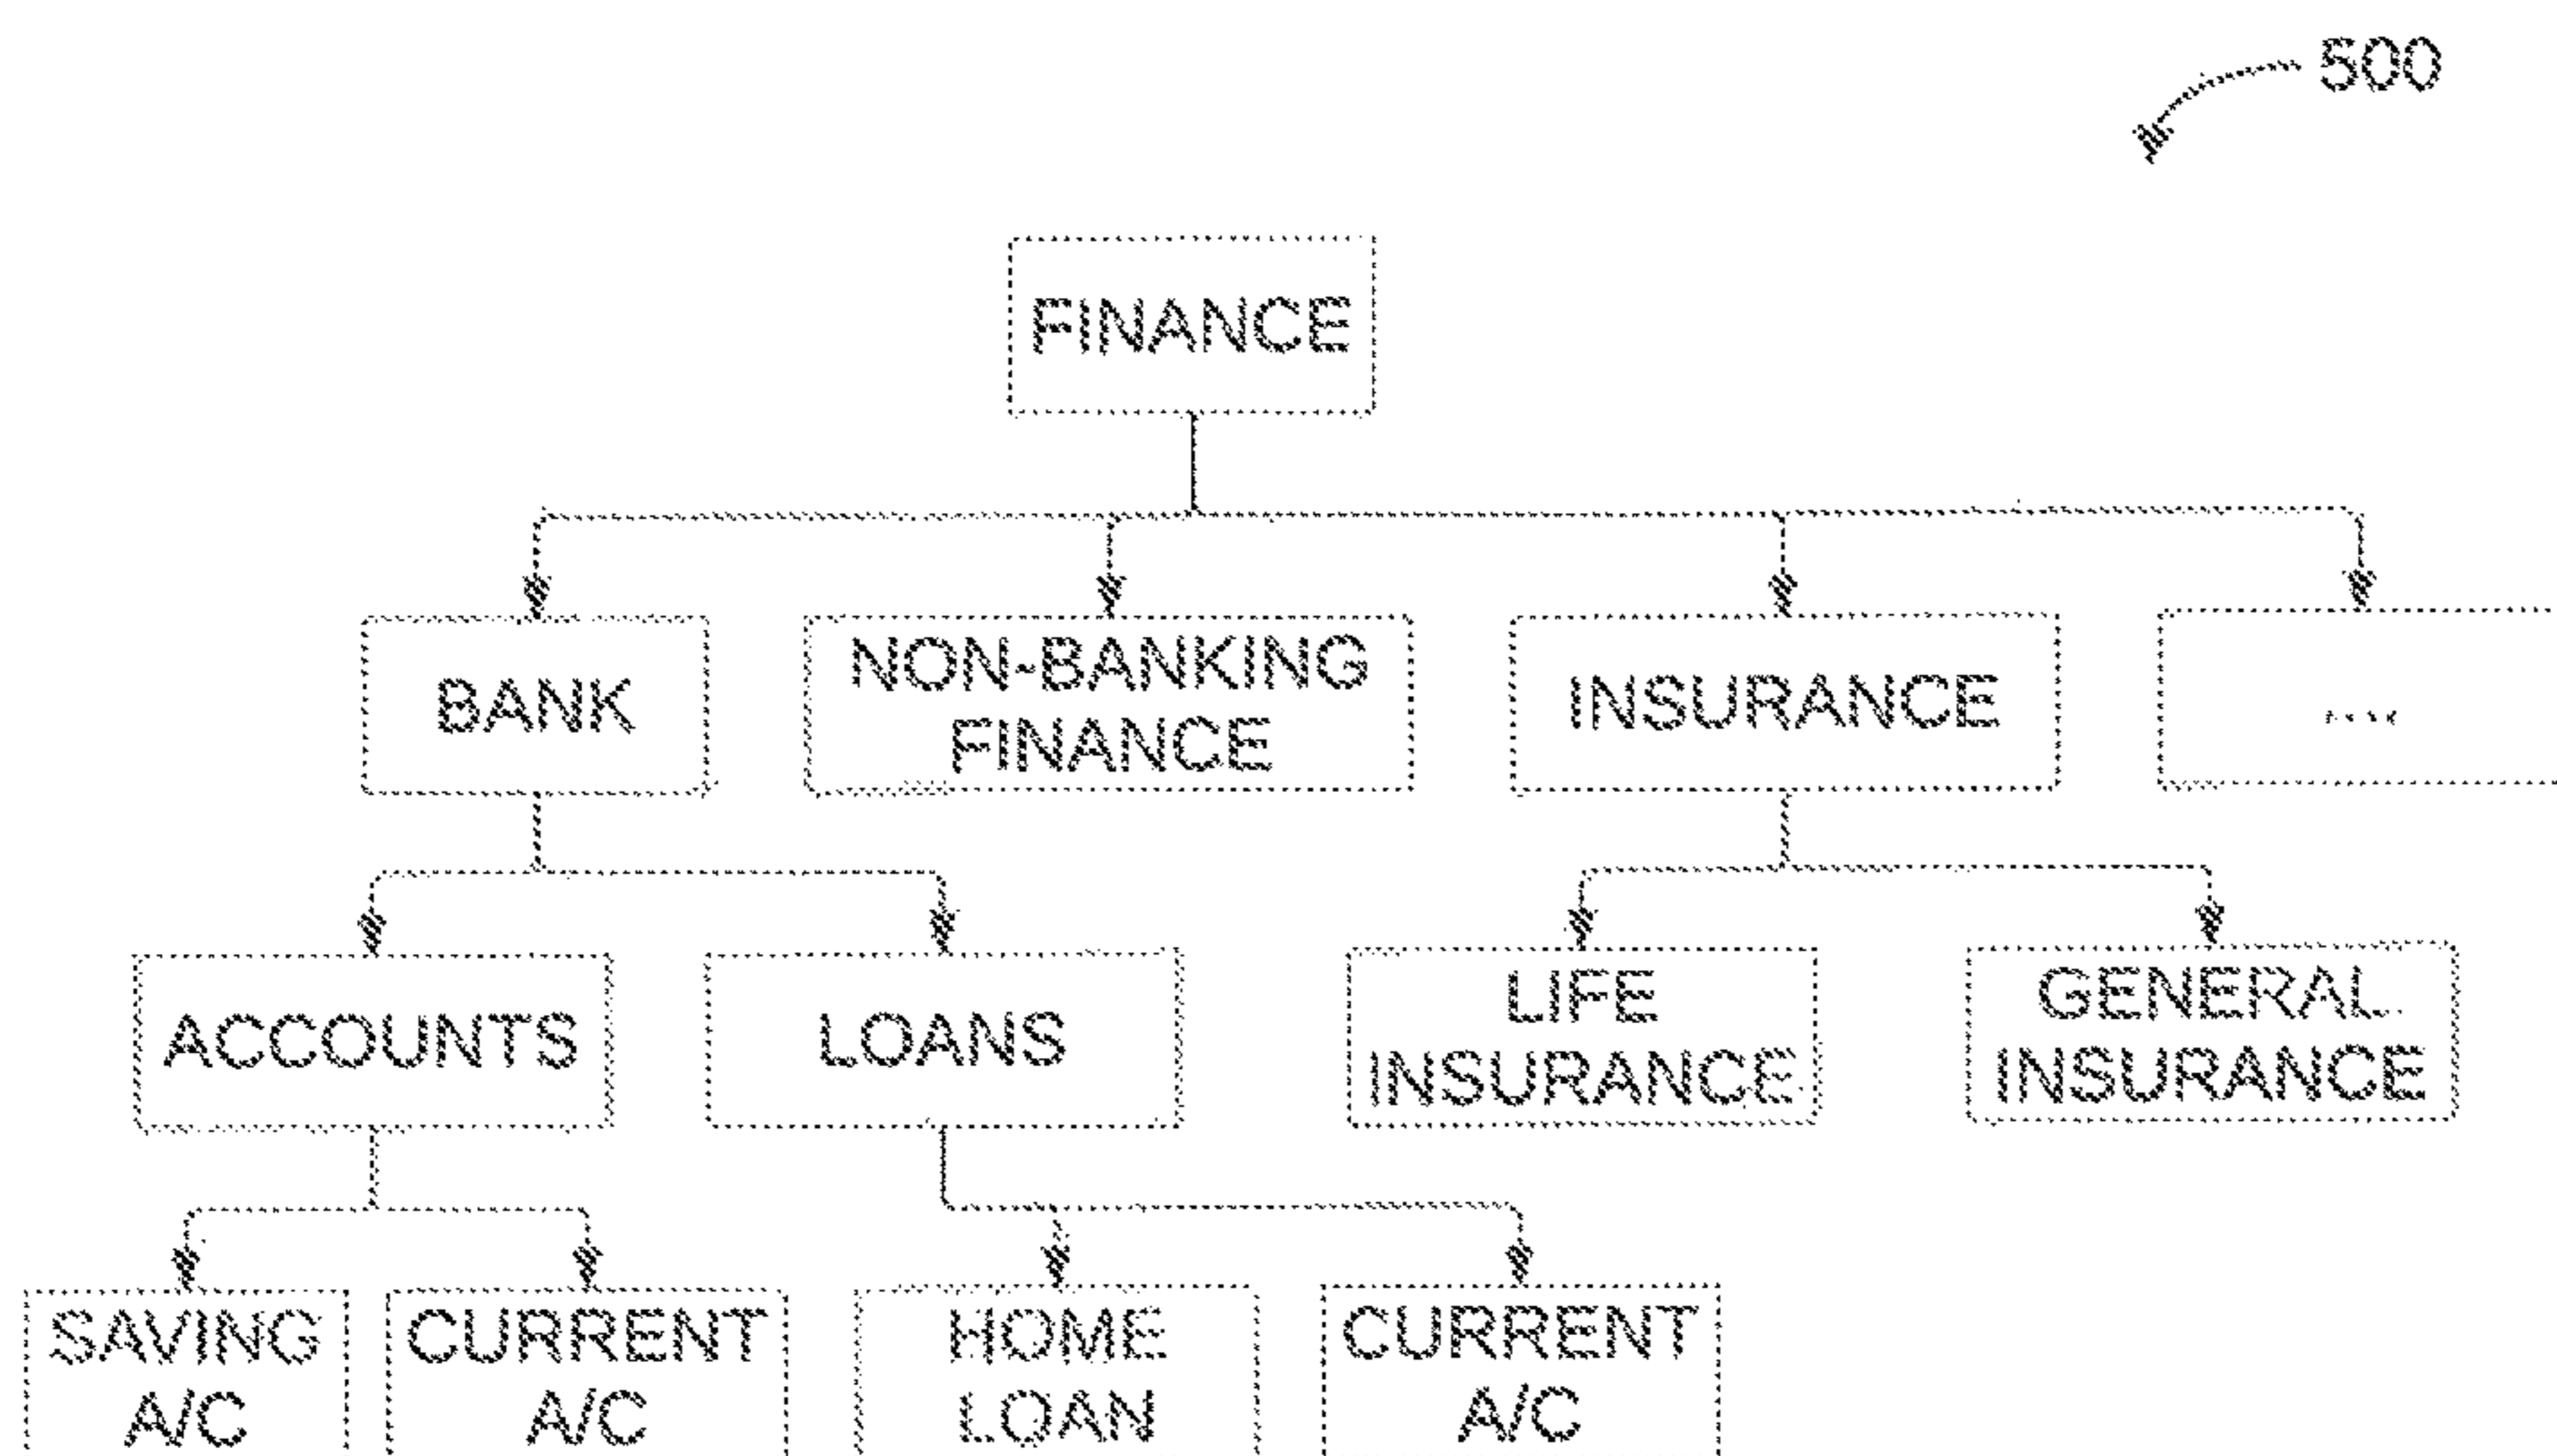 500
FINANCE
BANK
NON-BANKING
FINANCE
INSURANCE
....
ACCOUNTS
LOANS
LIFE
INSURANCE
GENERAL
INSURANCE
SAVING
A/C
CURRENT
A/C
HOME
LOAN
CURRENT
A/C